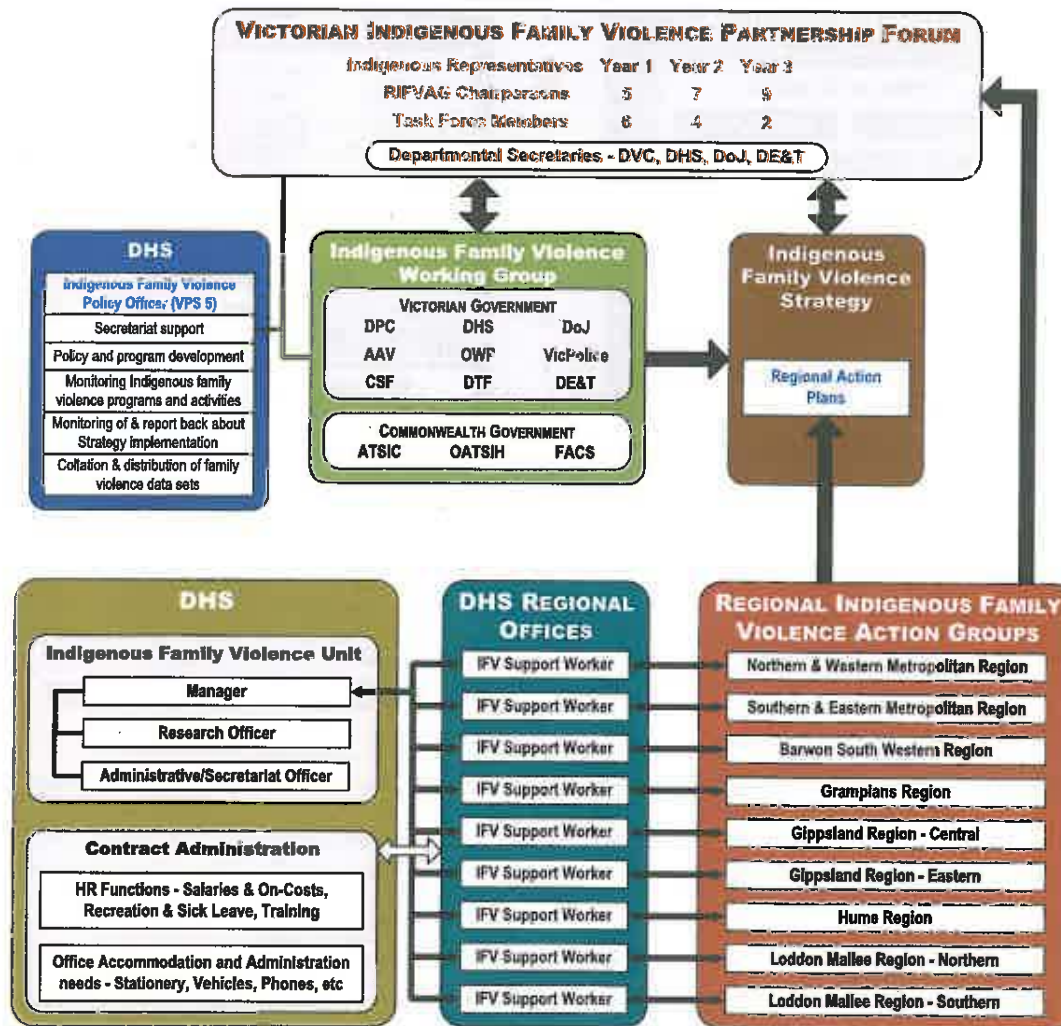 VICTORIAN INDIGENOUS FAMILY VIOLENCE PARTNERSHIP FORUM
Indigenous Representatives Year 1 Year 2 Year 3
RIFVAG Chairpersons 5 7 9
Task Force Members 6 4 2
Departmental Secretaries - DVC, DHS, DoJ, DE&T
DHS
Indigenous Family Violence
Policy Officer (VPS 5)
Secretariat support
Policy and program development
Monitoring Indigenous family
violence programs and activities
Monitoring of & report back about
Strategy implementation
Collation & distribution of family
violence data sets
Indigenous Family Violence
Working Group
VICTORIAN GOVERNMENT
DPC DHS DoJ
AAV OWP VicPolice
CSF DTF DE&T
COMMONWEALTH GOVERNMENT
ATSIC OATSIH FACS
Indigenous
Family Violence
Strategy
Regional Action
Plans
DHS
Indigenous Family Violence Unit
Manager
Research Officer
Administrative/Secretariat Officer
Contract Administration
HR Functions - Salaries & On-Costs,
Recreation & Sick Leave, Training
Office Accommodation and Administration
needs - Stationery, Vehicles, Phones, etc
DHS REGIONAL
OFFICES
IFV Support Worker
IFV Support Worker
IFV Support Worker
IFV Support Worker
IFV Support Worker
IFV Support Worker
IFV Support Worker
IFV Support Worker
IFV Support Worker
REGIONAL INDIGENOUS FAMILY
VIOLENCE ACTION GROUPS
Northern & Western Metropolitan Region
Southern & Eastern Metropolitan Region
Barwon South Western Region
Grampians Region
Gippsland Region - Central
Gippsland Region - Eastern
Hume Region
Loddon Mallee Region - Northern
Loddon Mallee Region - Southern